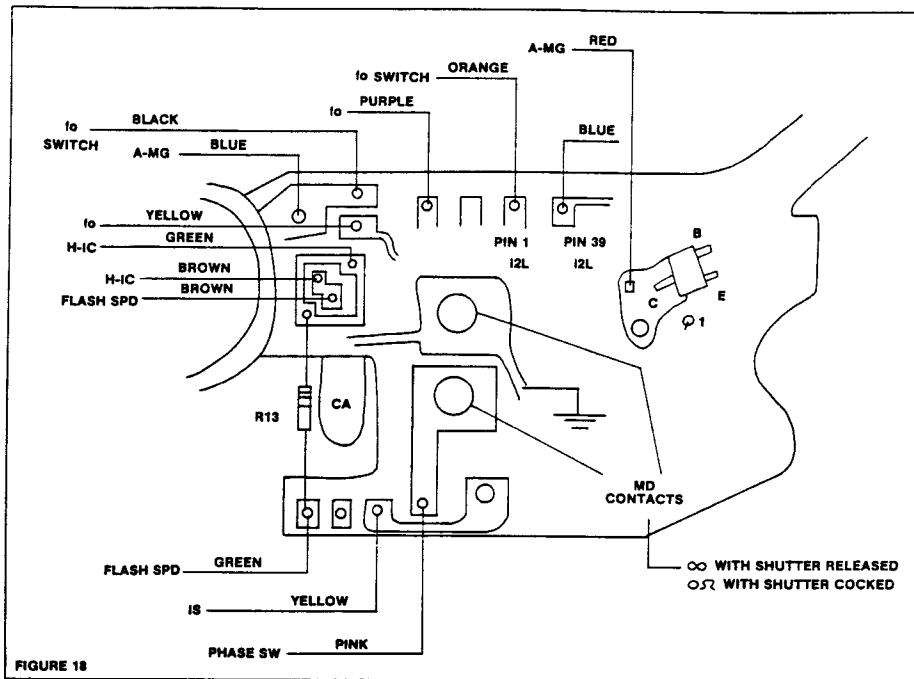 A-MG RED
fo SWITCH ORANGE
fo PURPLE
fo SWITCH BLACK
BLUE
A-MG BLUE
fo YELLOW
H-IC GREEN
H-IC BROWN
FLASH SPD BROWN
PIN 1
I2L
PIN 39
I2L
B
C
E
1
R13
CA
MD
CONTACTS
∞ WITH SHUTTER RELEASED
OΩ WITH SHUTTER COCKED
FLASH SPD GREEN
IS YELLOW
PHASE SW PINK
FIGURE 18